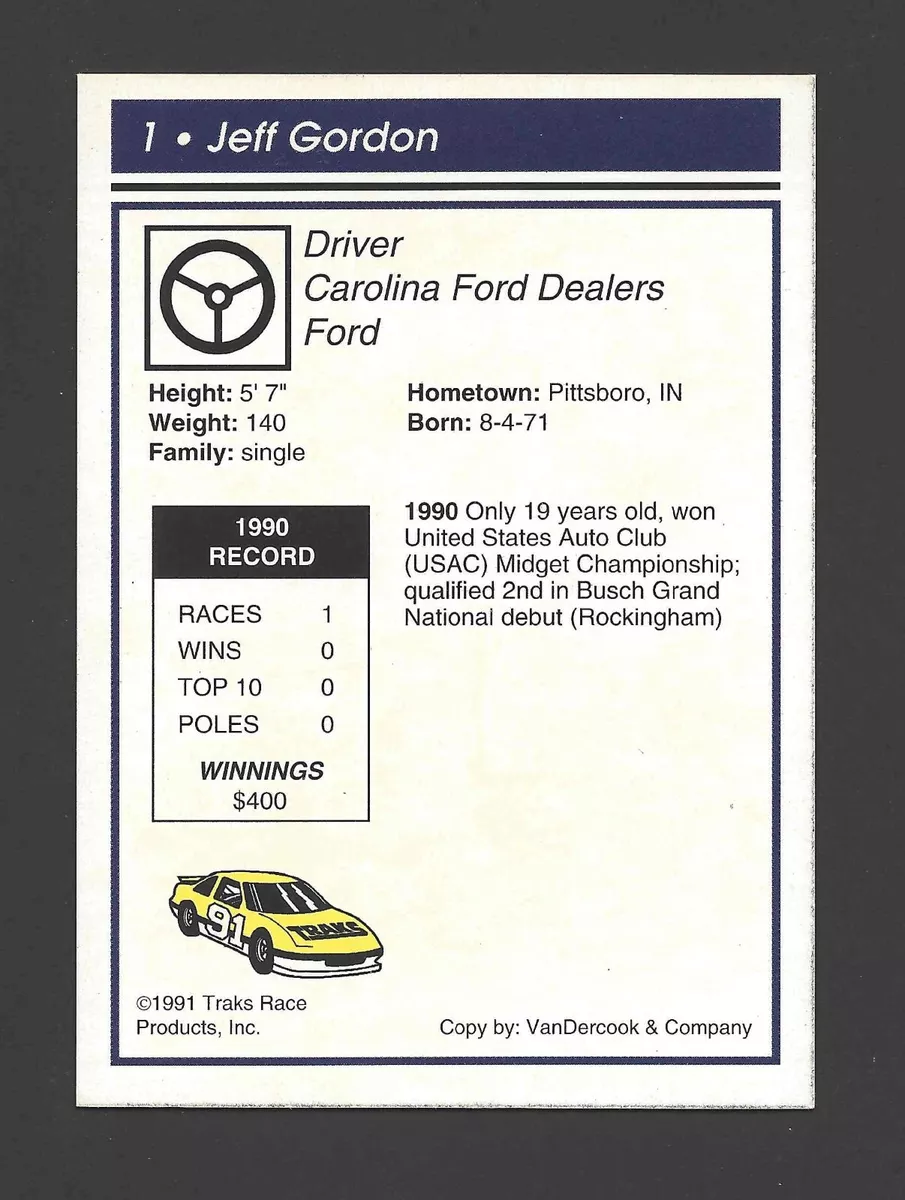 1 • Jeff Gordon
Driver
Carolina Ford Dealers
Ford
Height: 5' 7"
Weight: 140
Family: single
Hometown: Pittsboro, IN
Born: 8-4-71
1990
RECORD
RACES 1
WINS 0
TOP 10 0
POLES 0
WINNINGS
$400
1990 Only 19 years old, won
United States Auto Club
(USAC) Midget Championship;
qualified 2nd in Busch Grand
National debut (Rockingham)
91 TRAKS
©1991 Traks Race
Products, Inc.
Copy by: VanDercook & Company